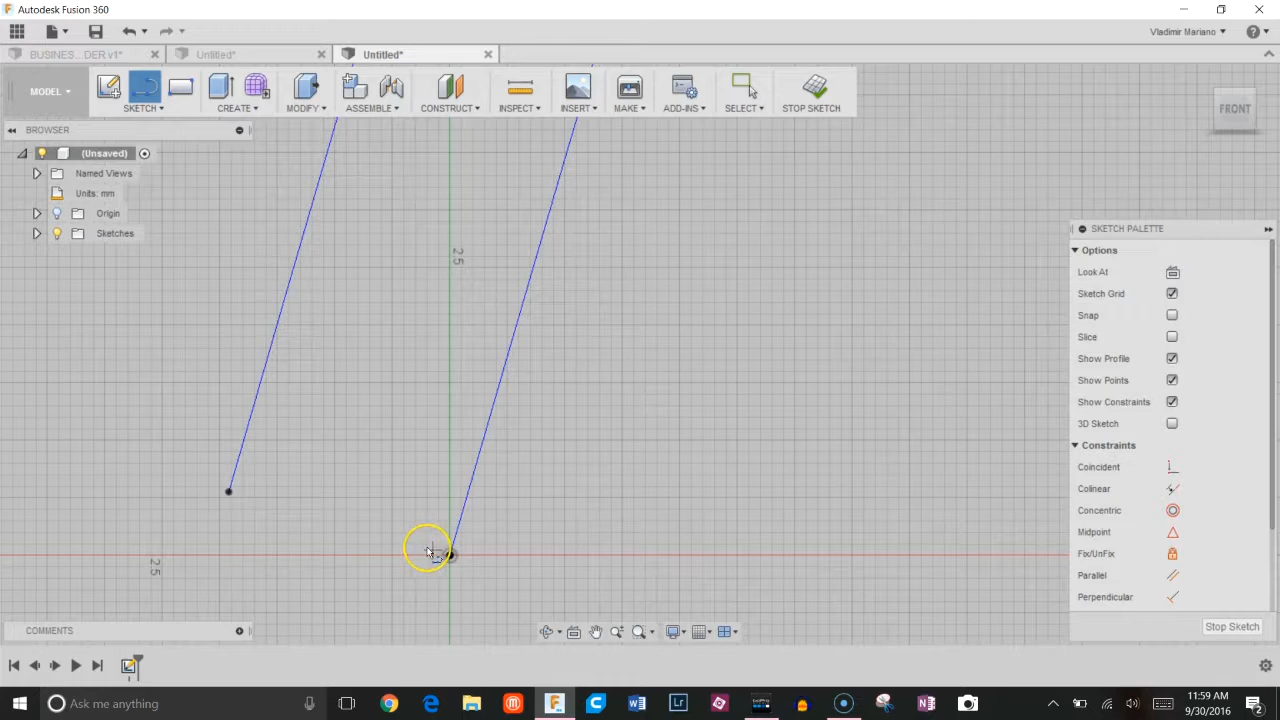 Autodesk Fusion 360
Vladimir Mariano
BUSINES...DER v1*
Untitled*
Untitled*
MODEL
SKETCH
CREATE
MODIFY
ASSEMBLE
CONSTRUCT
INSPECT
INSERT
MAKE
ADD-INS
SELECT
STOP SKETCH
FRONT
BROWSER
(Unsaved)
Named Views
Units: mm
Origin
Sketches
25
25
SKETCH PALETTE
Options
Look At
Sketch Grid
Snap
Slice
Show Profile
Show Points
Show Constraints
3D Sketch
Constraints
Coincident
Colinear
Concentric
Midpoint
Fix/UnFix
Parallel
Perpendicular
Stop Sketch
COMMENTS
Ask me anything
11:59 AM
9/30/2016